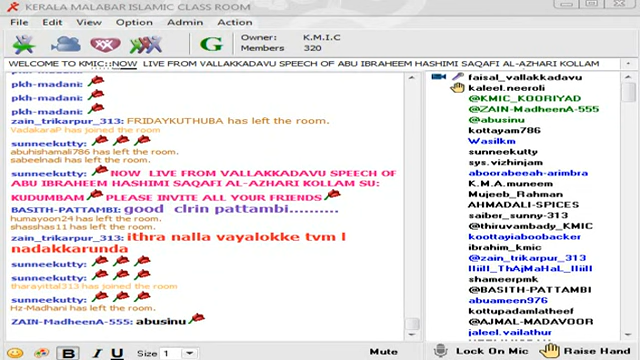 KERALA MALABAR ISLAMIC CLASS ROOM
File Edit View Option Admin Action
G
Owner: K.M.I.C
Members 320
WELCOME TO KMIC::NOW LIVE FROM VALLAKKADAVU SPEECH OF ABU IBRAHEEM HASHIMI SAQAFI AL-AZHARI KOLLAM
pkh-madani:
pkh-madani:
pkh-madani:
zain_trikarpur_313: FRIDAYKUTHUBA has left the room.
VadakaraP has joined the room
sunneekutty:
abuhishamali786 has left the room.
sabeelnadi has left the room.
sunneekutty: NOW LIVE FROM VALLAKKADAVU SPEECH OF
ABU IBRAHEEM HASHIMI SAQAFI AL-AZHARI KOLLAM SU:
KUDUMBAM PLEASE INVITE ALL YOUR FRIENDS
BASITH-PATTAMBI: good clrin pattambi..........
humayoon24 has left the room.
shasshas11 has left the room.
zain_trikarpur_313: ithra nalla vayalokke tvm l
nadakkarunda
sunneekutty:
tharayittal313 has joined the room
sunneekutty:
Hz-Madhani has left the room.
ZAIN-MadheenA-555: abusinu
faisal_vallakkadavu
kaleel.neeroli
@KMIC_KOORIYAD
@ZAIN-MadheenA-555
@abusinu
kottayam786
Wasilkm
sunneekutty
sys.vizhinjam
aboorabeeah-arimbra
K.M.A.muneem
Mujeeb_Rahman
AHMADALI-SPICES
saiber_sunny-313
@thiruvambady_KMIC
koottayiaboobacker
ibrahim_kmic
@zain_trikarpur_313
IIiiII_ThAjMaHaL_IIiiII
shameerpmk
@BASITH-PATTAMBI
abuameen976
kottupadamlatheef
@AJMAL-MADAVOOR
jaleel.vailathur
B I U Size 1 Mute Lock On Mic Raise Hand